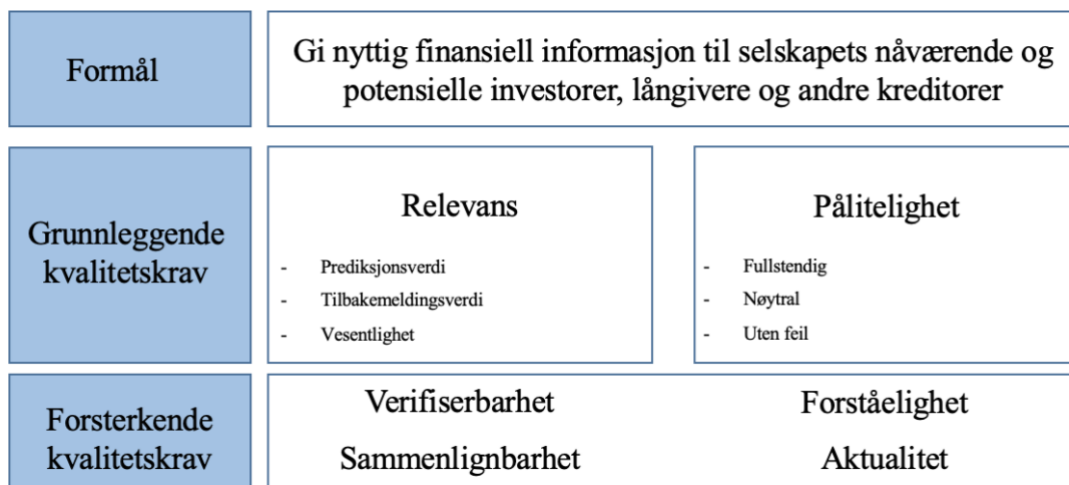 Formål
Gi nyttig finansiell informasjon til selskapets nåværende og
potensielle investorer, långivere og andre kreditorer
Grunnleggende
kvalitetskrav
Relevans
- Prediksjonsverdi
- Tilbakemeldingsverdi
- Vesentlighet
Pålitelighet
- Fullstendig
- Nøytral
- Uten feil
Forsterkende
kvalitetskrav
Verifiserbarhet
Forståelighet
Sammenlignbarhet
Aktualitet